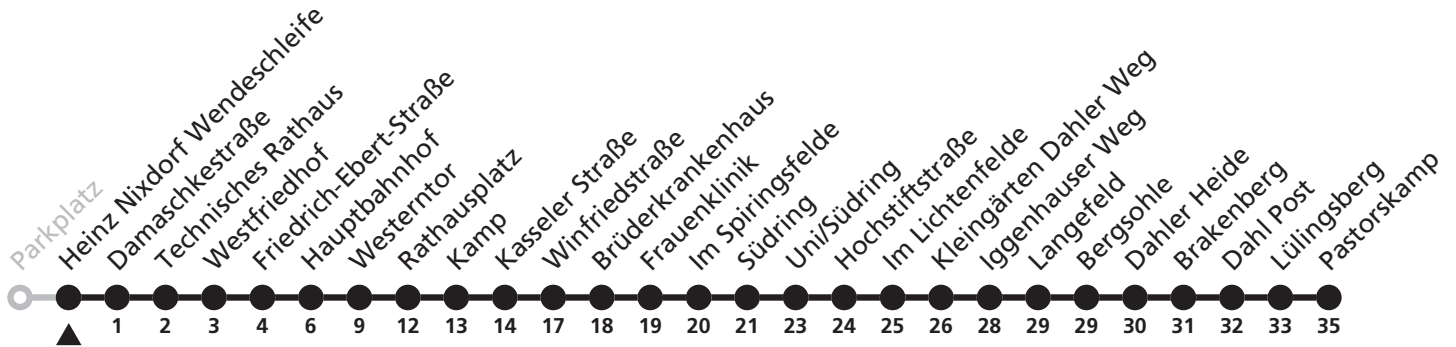 Parkplatz
Heinz Nixdorf Wendeschleife
Damaschkestraße
Technisches Rathaus
Westfriedhof
Friedrich-Ebert-Straße
Hauptbahnhof
Westerntor
Rathausplatz
Kamp
Kasseler Straße
Winfriedstraße
Brüderkrankenhaus
Frauenklinik
Im Spiringsfelde
Südring
Uni/Südring
Hochstiftstraße
Im Lichtenfelde
Kleingärten Dahler Weg
Iggenhauser Weg
Langefeld
Bergsohle
Dahler Heide
Brakenberg
Dahl Post
Lülingsberg
Pastorskamp
1 2 3 4 6 9 12 13 14 17 18 19 20 21 23 24 25 26 28 29 29 30 31 32 33 35